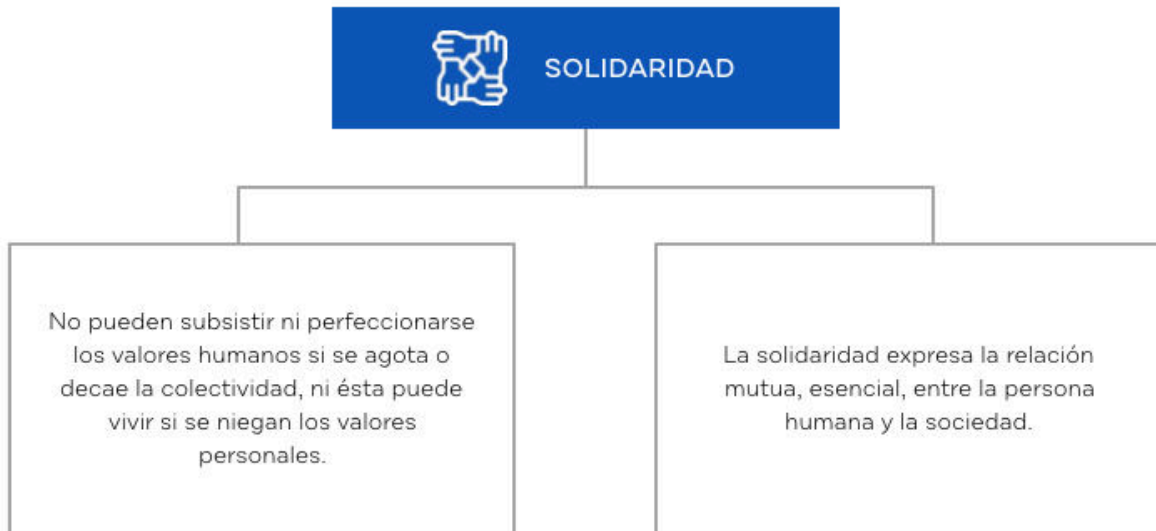 SOLIDARIDAD
No pueden subsistir ni perfeccionarse
los valores humanos si se agota o
decae la colectividad, ni ésta puede
vivir si se niegan los valores
personales.
La solidaridad expresa la relación
mutua, esencial, entre la persona
humana y la sociedad.